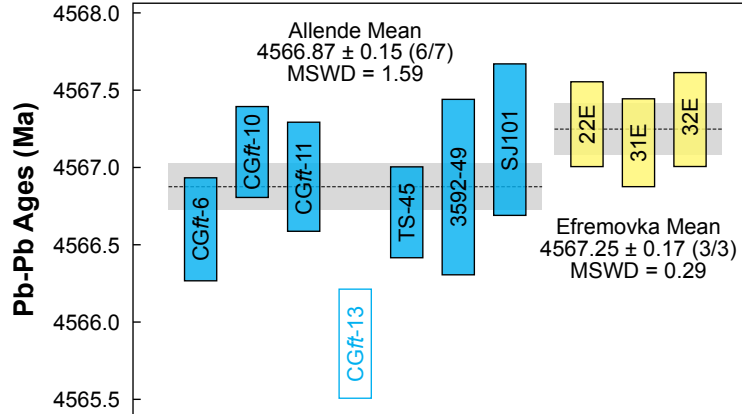 4568.0
Allende Mean
4566.87 ± 0.15 (6/7)
MSWD = 1.59
4567.5
4567.0
4566.5
4566.0
4565.5
Pb-Pb Ages (Ma)
CGft-6
CGft-10
CGft-11
CGft-13
TS-45
3592-49
SJ101
22E
31E
32E
Efremovka Mean
4567.25 ± 0.17 (3/3)
MSWD = 0.29